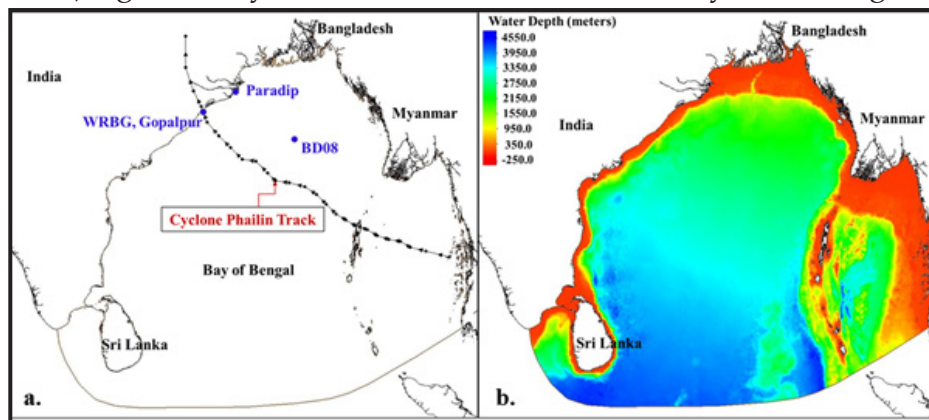 Bangladesh
India
Paradip
WRBG, Gopalpur
Myanmar
BD08
Cyclone Phailin Track
Bay of Bengal
Sri Lanka
a.
Water Depth (meters)
4550.0
3950.0
3350.0
2750.0
2150.0
1550.0
950.0
350.0
-250.0
Bangladesh
India
Myanmar
Sri Lanka
b.